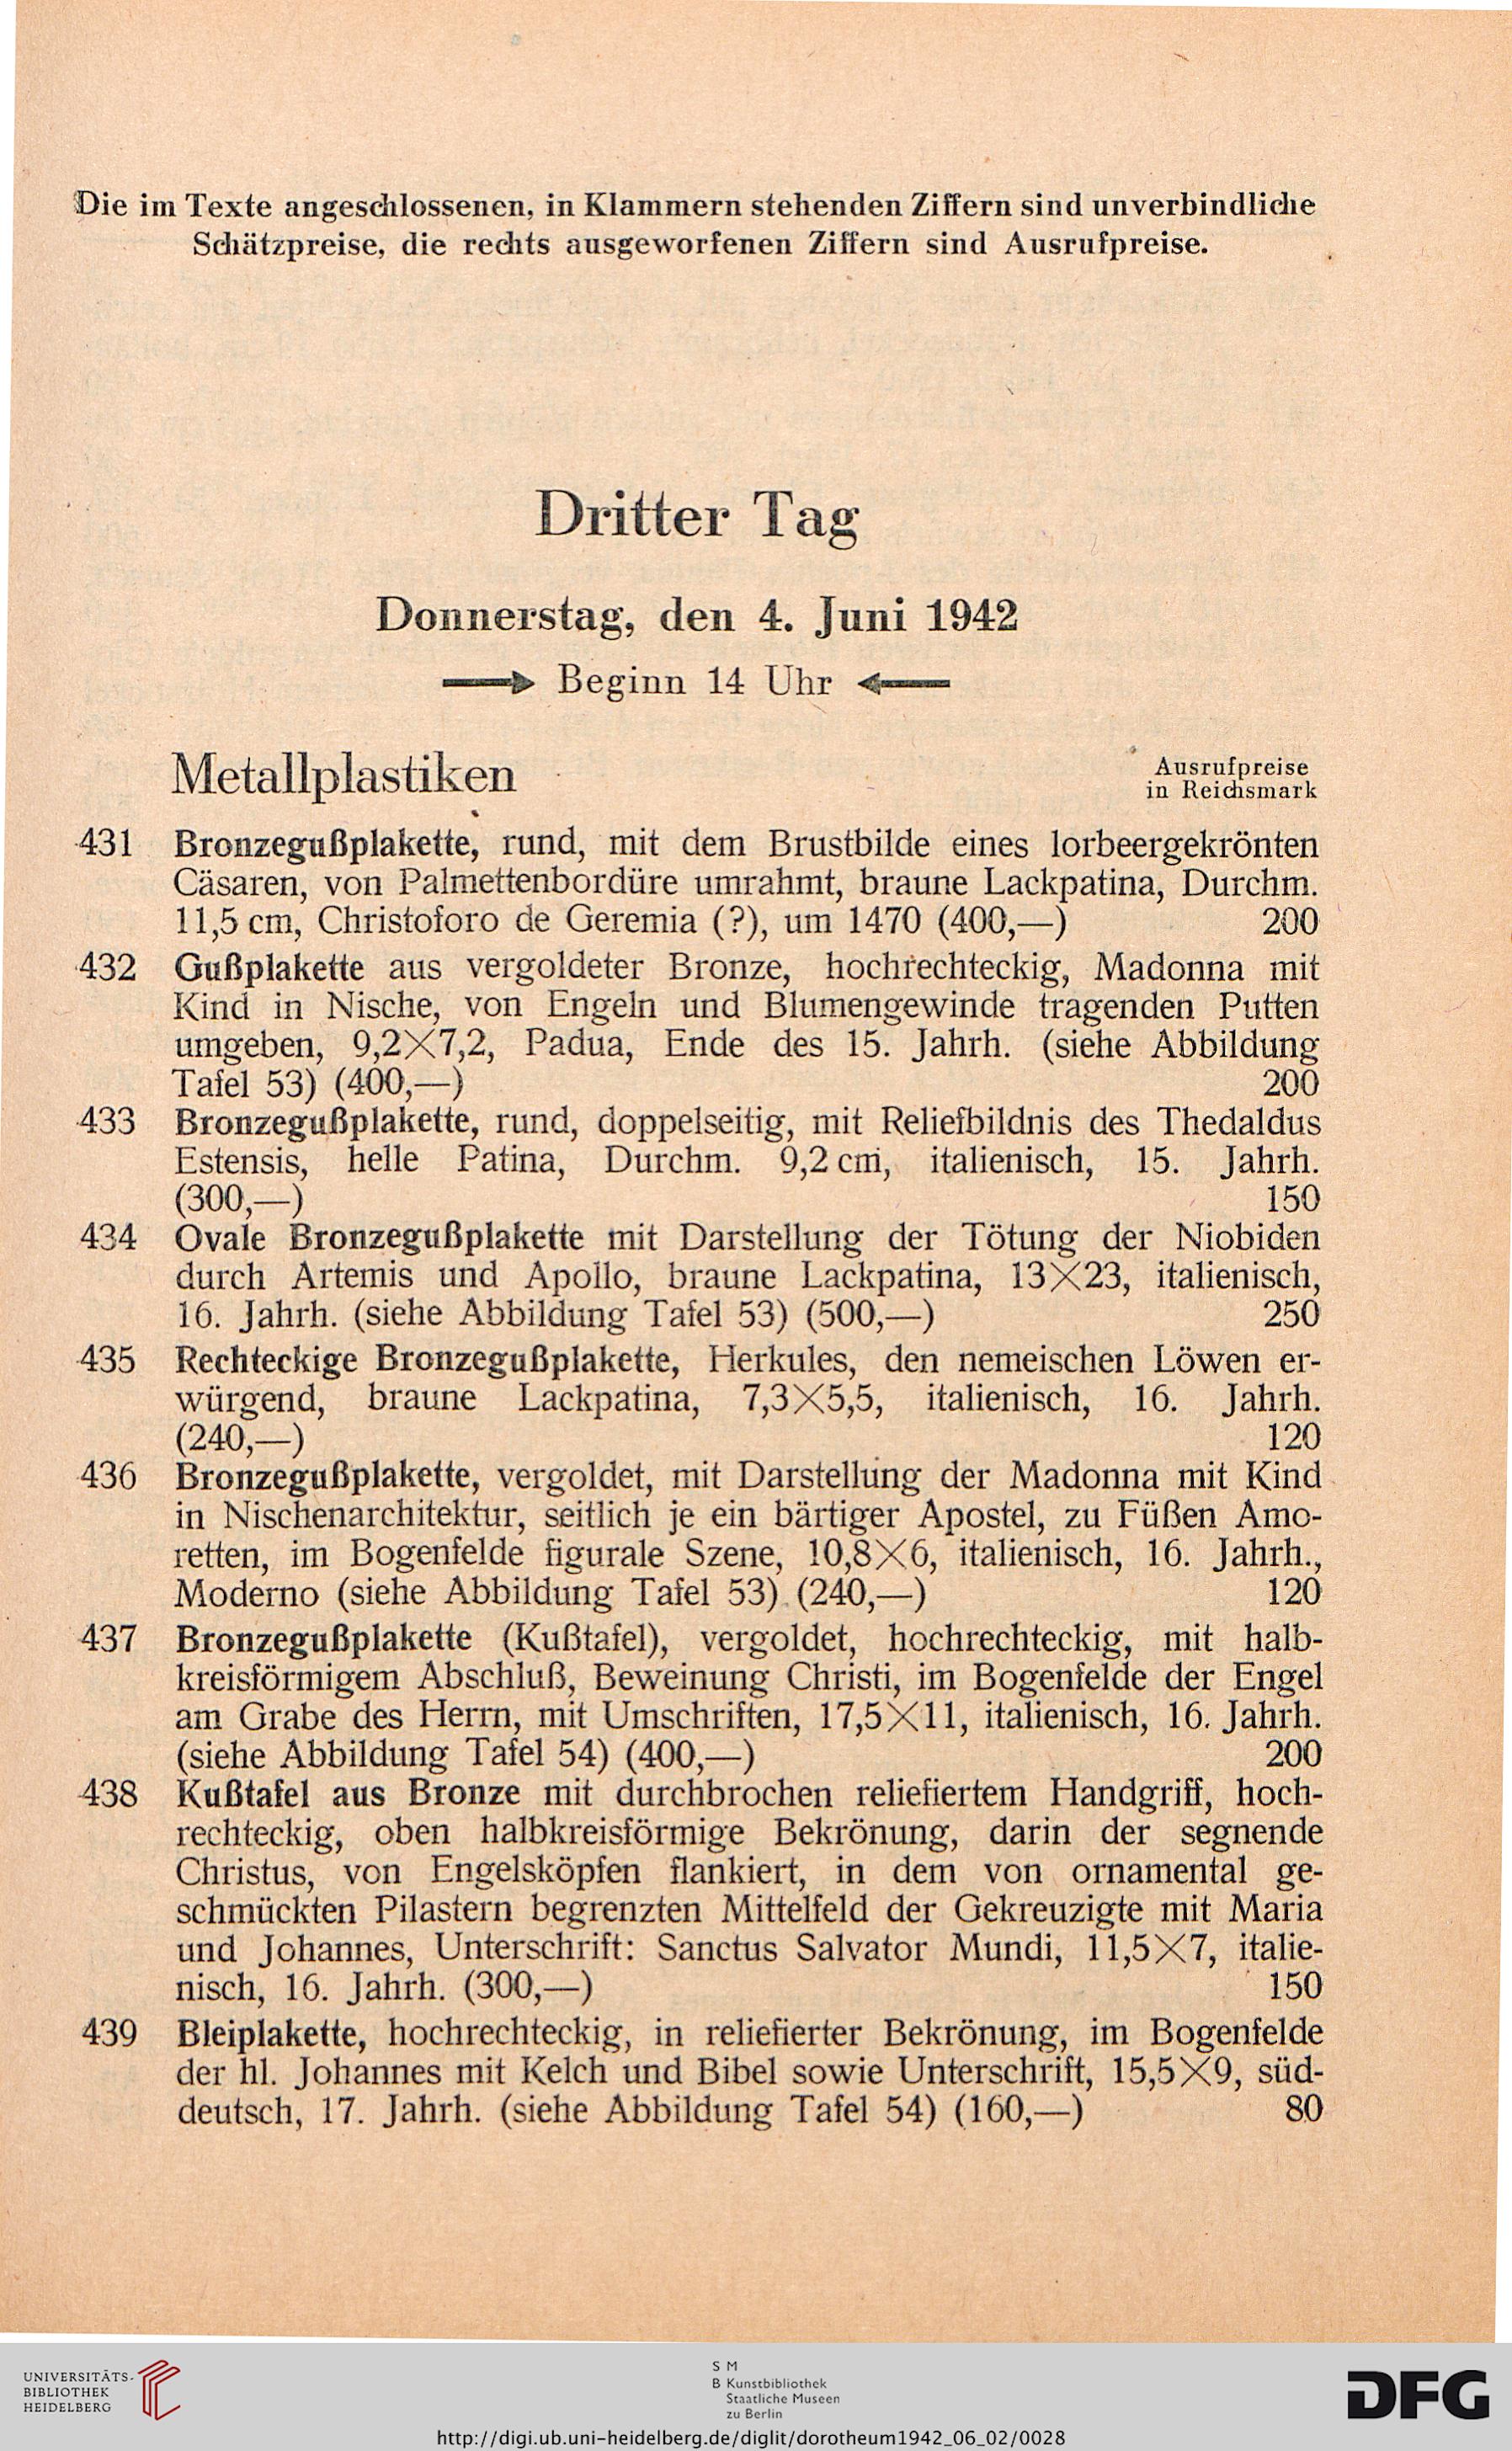 Die im Texte angeschlossenen, in Klammern stehenden Ziffern sind unverbindliche
Schätzpreise, die rechts ausgeworfenen Ziffern sind Ausrufpreise.
Dritter Tag
Donnerstag, den 4. Juni 1942
Beginn 14 Uhr
Metallplastiken
Ausrufpreise
in Reichsmark
431 Bronzegußplakette, rund, mit dem Brustbilde eines lorbeergekrönten
Cäsaren, von Palmettenbordüre umrahmt, braune Lackpatina, Durchm.
11,5 cm, Christoforo de Geremia (?), um 1470 (400,—) 200
432 Gußplakette aus vergoldeter Bronze, hochrechteckig, Madonna mit
Kind in Nische, von Engeln und Blumengewinde tragenden Putten
umgeben, 9,2×7,2, Padua, Ende des 15. Jahrh. (siehe Abbildung
Tafel 53) (400,—) 200
433 Bronzegußplakette, rund, doppelseitig, mit Reliefbildnis des Thedaldus
Estensis, helle Patina, Durchm. 9,2 cm, italienisch, 15. Jahrh.
(300,—) 150
434 Ovale Bronzegußplakette mit Darstellung der Tötung der Niobiden
durch Artemis und Apollo, braune Lackpatina, 13×23, italienisch,
16. Jahrh. (siehe Abbildung Tafel 53) (500,—) 250
435 Rechteckige Bronzegußplakette, Herkules, den nemeischen Löwen er-
würgend, braune Lackpatina, 7,3×5,5, italienisch, 16. Jahrh.
(240,—) 120
436 Bronzegußplakette, vergoldet, mit Darstellung der Madonna mit Kind
in Nischenarchitektur, seitlich je ein bärtiger Apostel, zu Füßen Amo-
retten, im Bogenfelde figurale Szene, 10,8×6, italienisch, 16. Jahrh.,
Moderno (siehe Abbildung Tafel 53) (240,—) 120
437 Bronzegußplakette (Kußtafel), vergoldet, hochrechteckig, mit halb-
kreisförmigem Abschluß, Beweinung Christi, im Bogenfelde der Engel
am Grabe des Herrn, mit Umschriften, 17,5×11, italienisch, 16. Jahrh.
(siehe Abbildung Tafel 54) (400,—) 200
438 Kußtafel aus Bronze mit durchbrochen reliefiertem Handgriff, hoch-
rechteckig, oben halbkreisförmige Bekrönung, darin der segnende
Christus, von Engelsköpfen flankiert, in dem von ornamental ge-
schmückten Pilastern begrenzten Mittelfeld der Gekreuzigte mit Maria
und Johannes, Unterschrift: Sanctus Salvator Mundi, 11,5×7, italie-
nisch, 16. Jahrh. (300,—) 150
439 Bleiplakette, hochrechteckig, in reliefierter Bekrönung, im Bogenfelde
der hl. Johannes mit Kelch und Bibel sowie Unterschrift, 15,5×9, süd-
deutsch, 17. Jahrh. (siehe Abbildung Tafel 54) (160,—) 80
UNIVERSITÄTS-
BIBLIOTHEK
HEIDELBERG
S M
B Kunstbibliothek
Staatliche Museen
zu Berlin
DFG
http://digi.ub.uni-heidelberg.de/diglit/dorotheum1942_06_02/0028